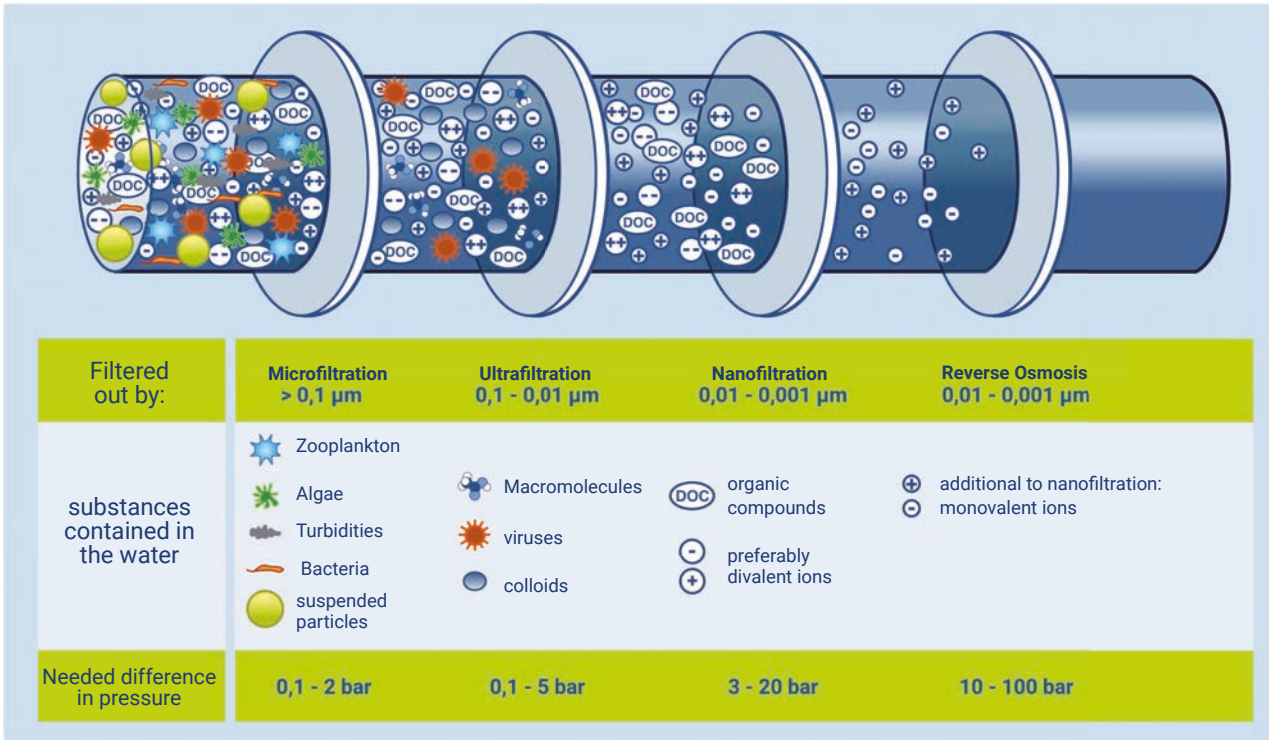 Filtered
out by:
Microfiltration
> 0,1 µm
Ultrafiltration
0,1 - 0,01 µm
Nanofiltration
0,01 - 0,001 µm
Reverse Osmosis
0,01 - 0,001 µm
substances
contained in
the water
Zooplankton
Algae
Turbidities
Bacteria
suspended
particles
Macromolecules
viruses
colloids
DOC
organic
compounds
preferably
divalent ions
additional to nanofiltration:
monovalent ions
Needed difference
in pressure
0,1 - 2 bar
0,1 - 5 bar
3 - 20 bar
10 - 100 bar